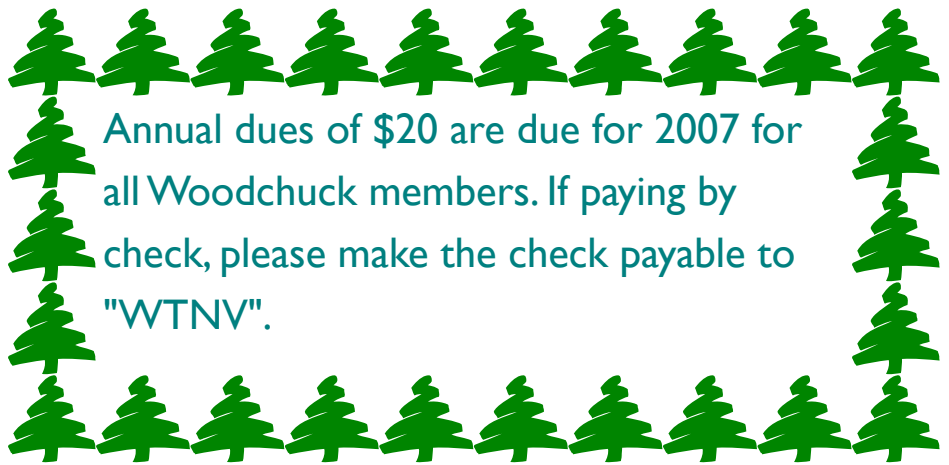 Annual dues of $20 are due for 2007 for
all Woodchuck members. If paying by
check, please make the check payable to
"WTNV".